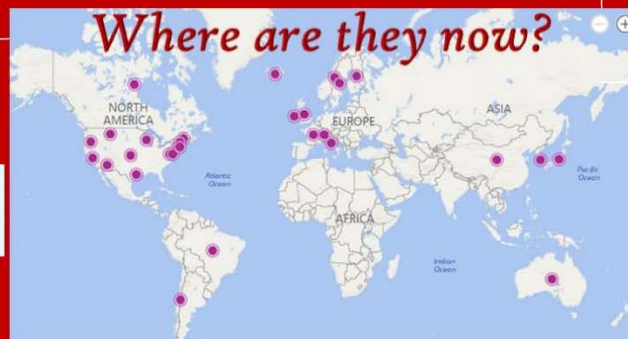 Where are they now?
NORTH
AMERICA
EUROPE
ASIA
Atlantic
Ocean
Pacific
Ocean
AFRICA
Indian
Ocean